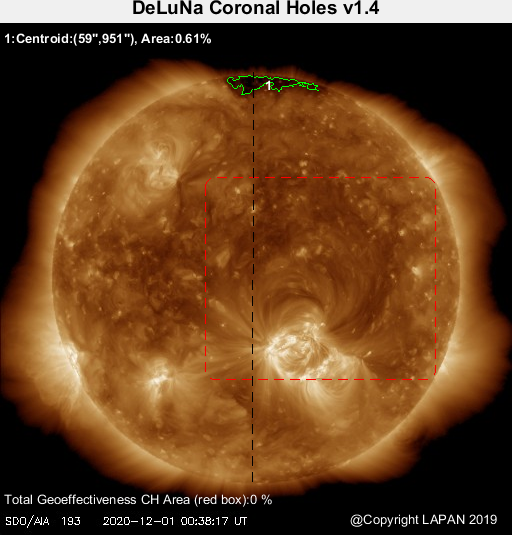 DeLuNa Coronal Holes v1.4
1:Centroid:(59",951"), Area:0.61%
1
Total Geoeffectiveness CH Area (red box):0 %
SDO/AIA 193 2020-12-01 00:38:17 UT
@Copyright LAPAN 2019